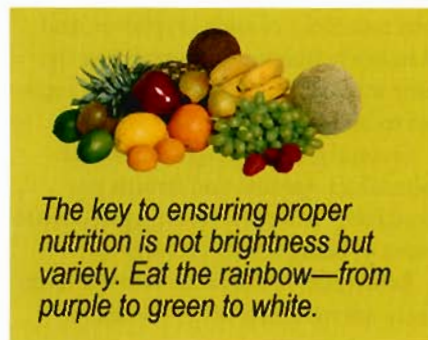 The key to ensuring proper
nutrition is not brightness but
variety. Eat the rainbow—from
purple to green to white.